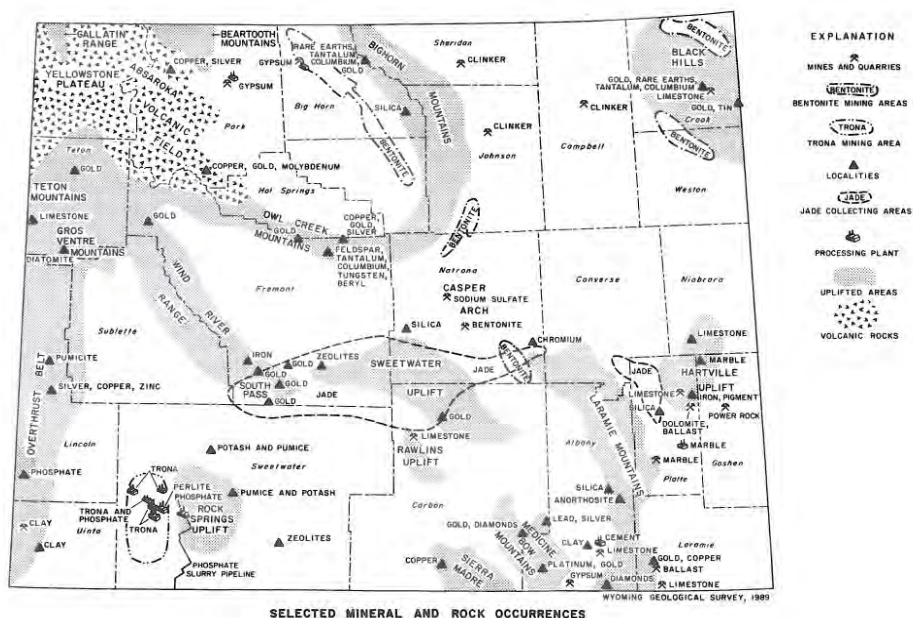 GALLATIN
RANGE
BEARTOOTH
MOUNTAINS
COPPER, SILVER
YELLOWSTONE
PLATEAU
ABSAROKA
VOLCANIC
FIELD
GYPSUM
Park
GYPSUM
RARE EARTHS,
TANTALUM,
COLUMBIUM,
GOLD
BIGHORN
MOUNTAINS
Big Horn
SILICA
BENTONITE
Sheridan
CLINKER
CLINKER
Johnson
CLINKER
Campbell
BENTONITE
BLACK
HILLS
GOLD, RARE EARTHS,
TANTALUM, COLUMBIUM
LIMESTONE
GOLD, TIN
Crook
BENTONITE
Weston
Teton
GOLD
TETON
MOUNTAINS
LIMESTONE
GROS
VENTRE
MOUNTAINS
DIATOMITE
COPPER, GOLD, MOLYBDENUM
Hot Springs
GOLD
OWL CREEK
MOUNTAINS
GOLD
COPPER,
GOLD,
SILVER
FELDSPAR,
TANTALUM,
COLUMBIUM,
TUNGSTEN,
BERYL
BENTONITE
WIND
RIVER
RANGE
Fremont
Sublette
Natrona
CASPER
SODIUM SULFATE
ARCH
BENTONITE
SILICA
Converse
Niobrara
CHROMIUM
LIMESTONE
MARBLE
HARTVILLE
UPLIFT
IRON, PIGMENT
POWER ROCK
OVERTHRUST BELT
PUMICITE
SILVER, COPPER, ZINC
IRON
GOLD
GOLD
ZEOLITES
GOLD
SOUTH
PASS
GOLD
JADE
SWEETWATER
UPLIFT
JADE
BENTONITE
GOLD
LIMESTONE
RAWLINS
UPLIFT
JADE
LIMESTONE
SILICA
DOLOMITE,
BALLAST
MARBLE
MARBLE
Goshen
Platte
LARAMIE MOUNTAINS
Albany
Lincoln
PHOSPHATE
POTASH AND PUMICE
Sweetwater
TRONA
PERLITE
PHOSPHATE
TRONA AND
PHOSPHATE
TRONA
ROCK
SPRINGS
UPLIFT
PUMICE AND POTASH
ZEOLITES
PHOSPHATE
SLURRY PIPELINE
CLAY
Uinta
CLAY
Carbon
SILICA
ANORTHOSITE
GOLD, DIAMONDS
LEAD, SILVER
MEDICINE
BOW
MOUNTAINS
CLAY
CEMENT
LIMESTONE
COPPER
SIERRA
MADRE
PLATINUM, GOLD
GYPSUM
DIAMONDS
Laramie
GOLD, COPPER
BALLAST
LIMESTONE
WYOMING GEOLOGICAL SURVEY, 1989
SELECTED MINERAL AND ROCK OCCURRENCES
EXPLANATION
MINES AND QUARRIES
BENTONITE
BENTONITE MINING AREAS
TRONA
TRONA MINING AREA
LOCALITIES
JADE
JADE COLLECTING AREAS
PROCESSING PLANT
UPLIFTED AREAS
VOLCANIC ROCKS